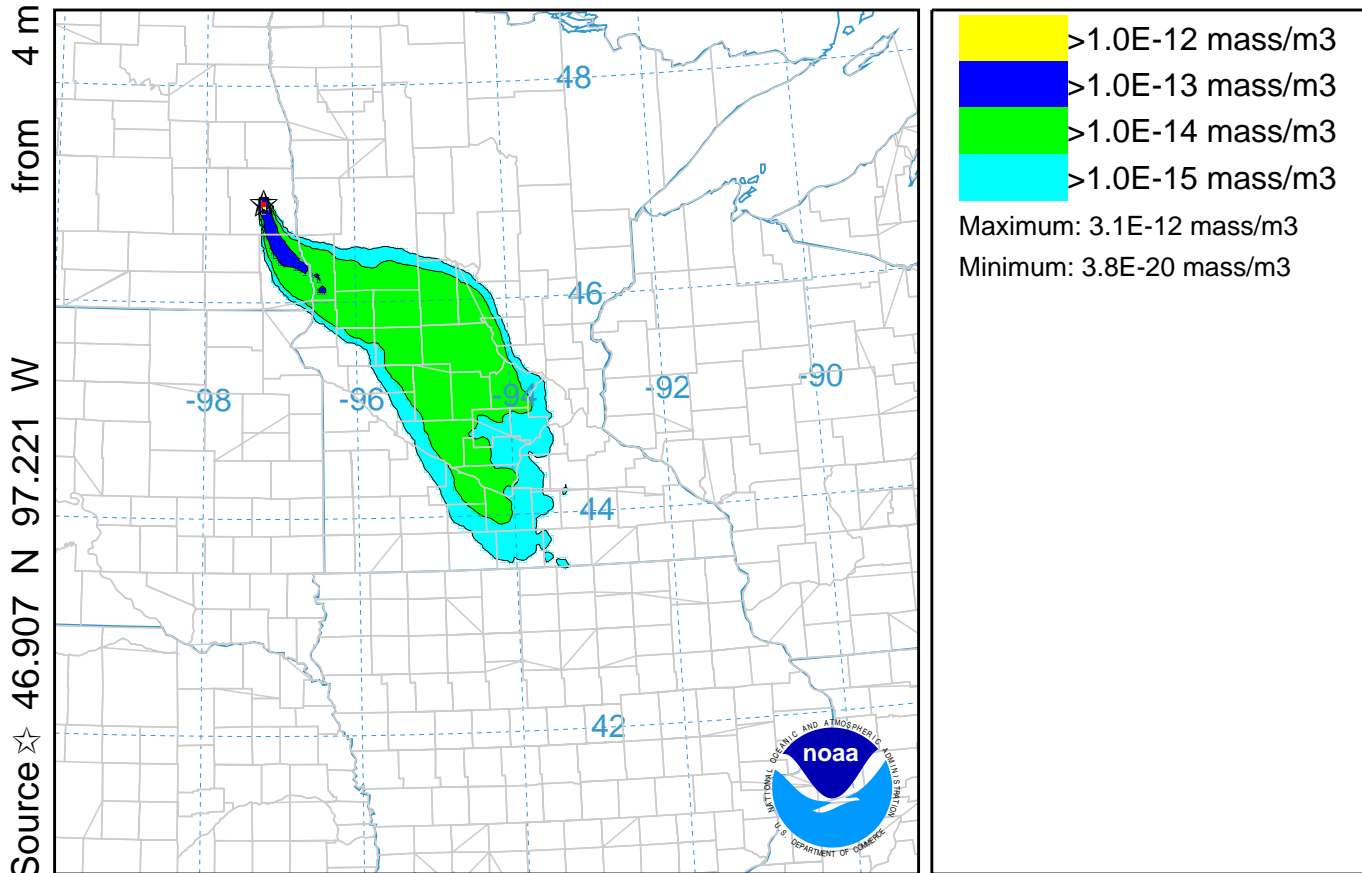 Source ☆ 46.907 N 97.221 W from 4 m
48
46
-98
-96
-94
-92
-90
44
42
NATIONAL OCEANIC AND ATMOSPHERIC ADMINISTRATION
noaa
U.S. DEPARTMENT OF COMMERCE
>1.0E-12 mass/m3
>1.0E-13 mass/m3
>1.0E-14 mass/m3
>1.0E-15 mass/m3
Maximum: 3.1E-12 mass/m3
Minimum: 3.8E-20 mass/m3